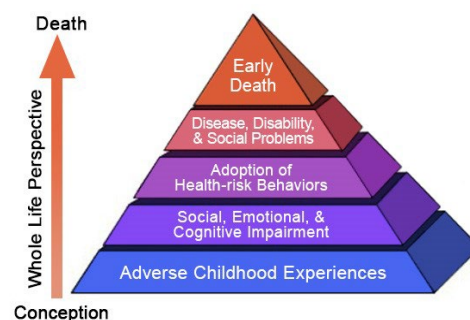 Death
Whole Life Perspective
Conception
Early
Death
Disease, Disability,
& Social Problems
Adoption of
Health-risk Behaviors
Social, Emotional, &
Cognitive Impairment
Adverse Childhood Experiences